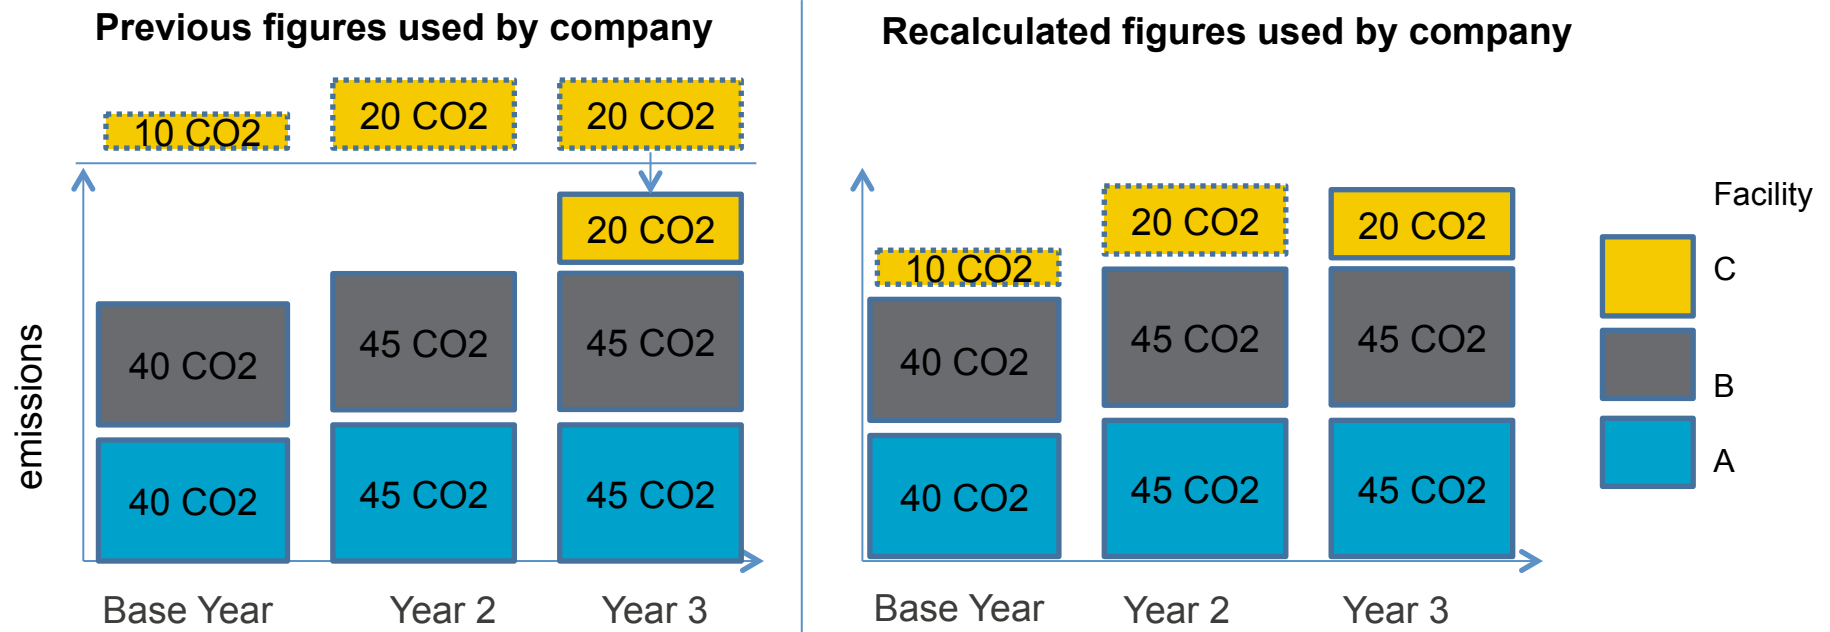 Previous figures used by company
10 CO2
20 CO2
20 CO2
20 CO2
40 CO2
45 CO2
45 CO2
40 CO2
45 CO2
45 CO2
emissions
Base Year
Year 2
Year 3
Recalculated figures used by company
20 CO2
20 CO2
10 CO2
40 CO2
45 CO2
45 CO2
40 CO2
45 CO2
45 CO2
Base Year
Year 2
Year 3
Facility
C
B
A